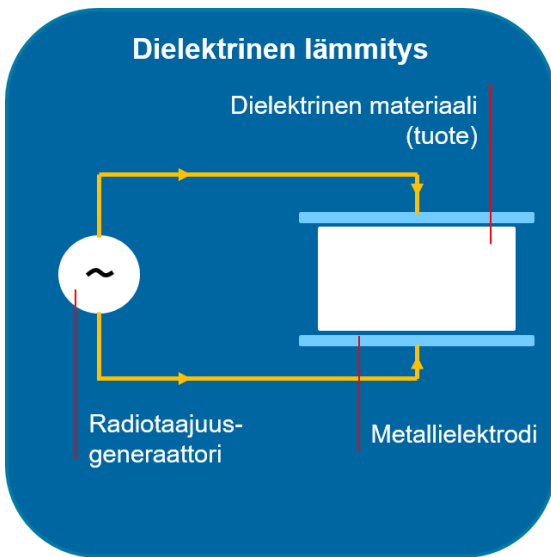 Dielektrinen lämmitys
Dielektrinen materiaali
(tuote)
~
Radiotaajuus-
generaattori
Metallielektrodi